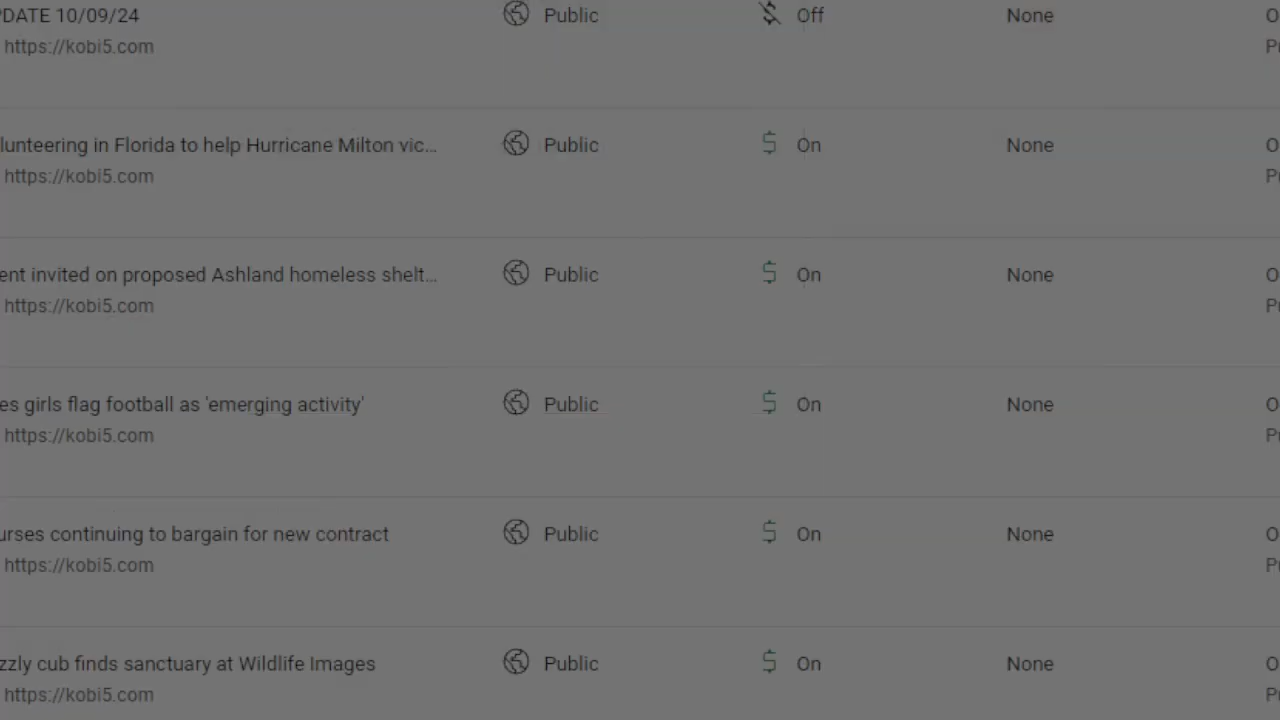 PDATE 10/09/24 Public Off None O
https://kobi5.com P
lunteering in Florida to help Hurricane Milton vic... Public On None O
https://kobi5.com P
ent invited on proposed Ashland homeless shelt... Public On None O
https://kobi5.com P
es girls flag football as 'emerging activity' Public On None O
https://kobi5.com P
urses continuing to bargain for new contract Public On None O
https://kobi5.com P
zzly cub finds sanctuary at Wildlife Images Public On None O
https://kobi5.com P